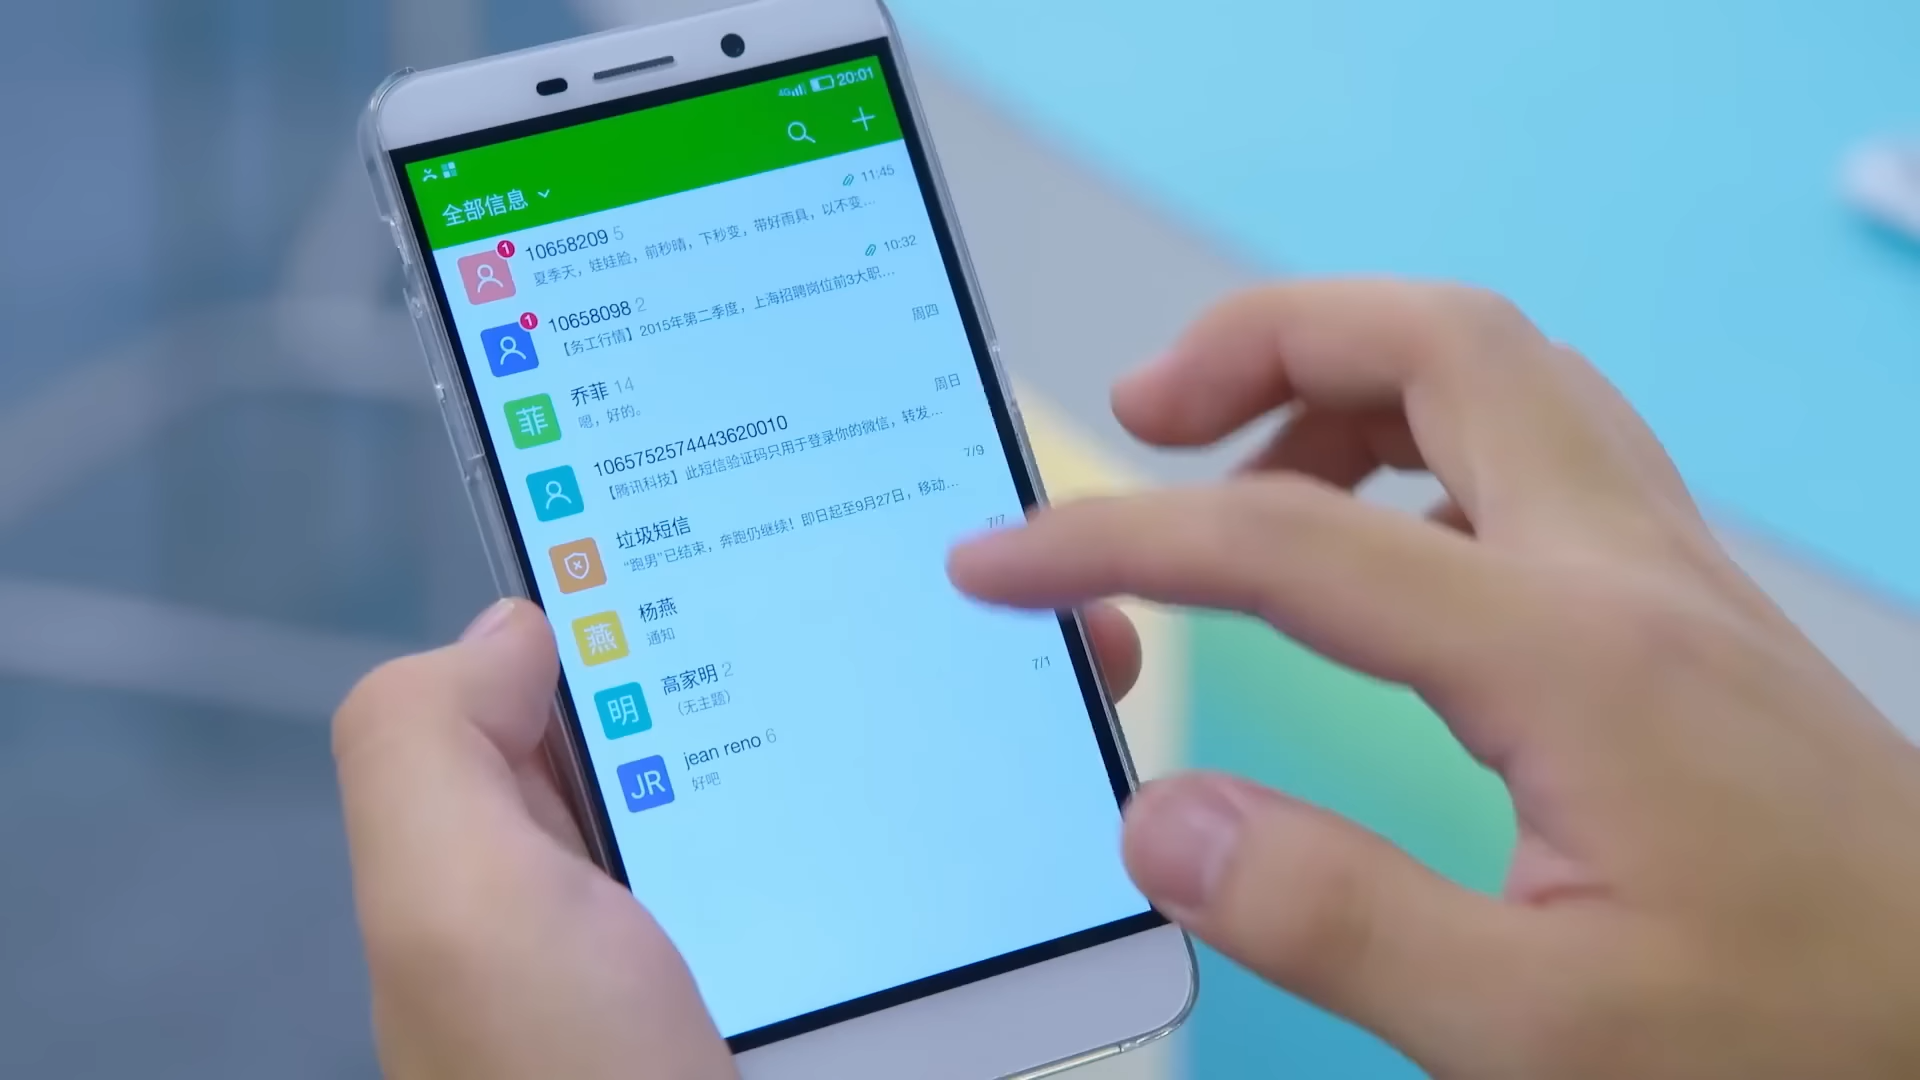 4G 20:01
全部信息
10658209 5 11:45
1
夏季天，娃娃脸，前秒晴，下秒变，带好雨具，以不变...
10658098 2 10:32
1
【务工行情】2015年第二季度，上海招聘岗位前3大职...
乔菲 14 周四
菲
嗯，好的。
10657525744436​20010 周日
【腾讯科技】此短信验证码只用于登录你的微信，转发...
垃圾短信 7/9
“跑男”已结束，奔跑仍继续！即日起至9月27日，移动...
杨燕 7/7
燕
通知
高家明 2
明
（无主题）
jean reno 6 7/1
JR
好吧